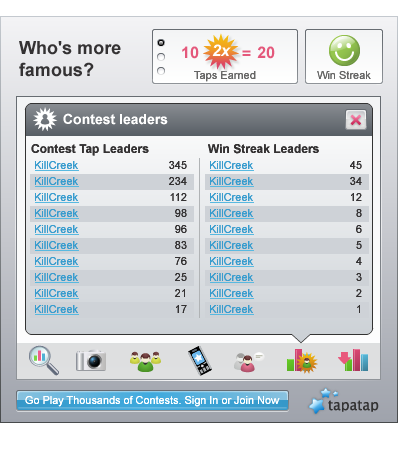 Who's more
famous?
10 2x = 20
Taps Earned
Win Streak
Contest leaders
Contest Tap Leaders
KillCreek 345
KillCreek 234
KillCreek 112
KillCreek 98
KillCreek 96
KillCreek 83
KillCreek 76
KillCreek 25
KillCreek 21
KillCreek 17
Win Streak Leaders
KillCreek 45
KillCreek 34
KillCreek 12
KillCreek 8
KillCreek 6
KillCreek 5
KillCreek 4
KillCreek 3
KillCreek 2
KillCreek 1
Go Play Thousands of Contests. Sign In or Join Now
tapatap